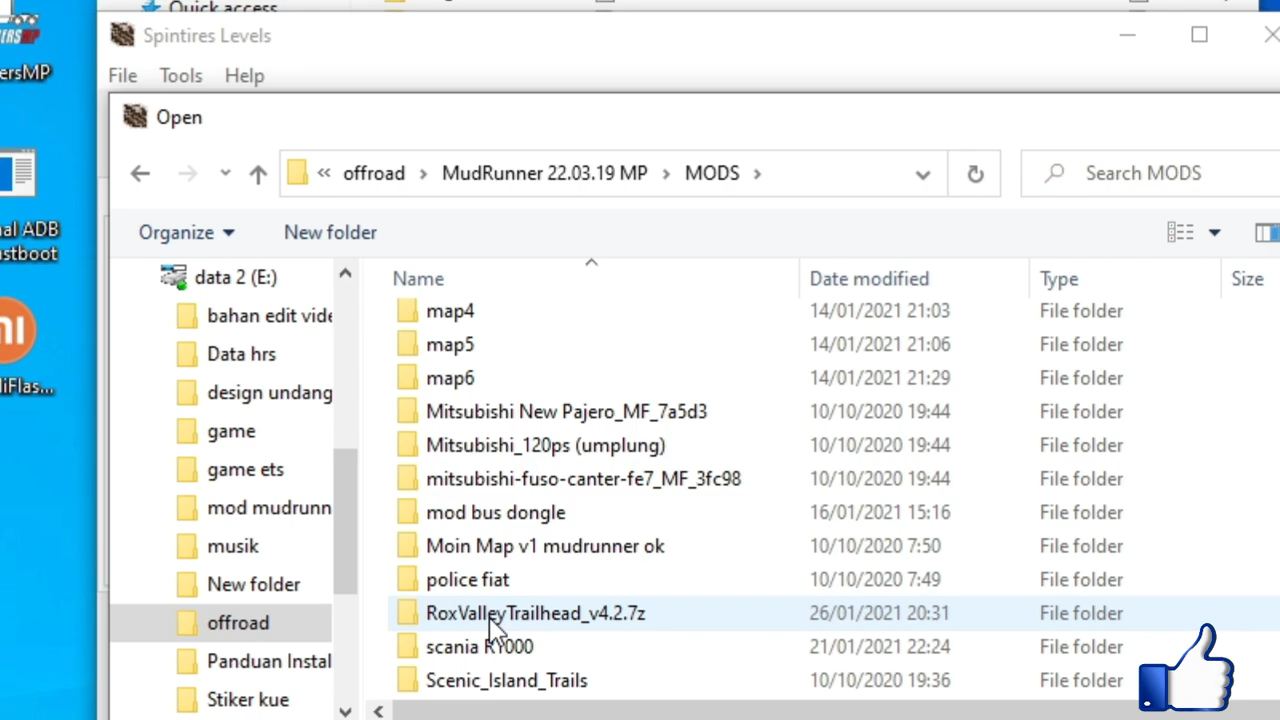 Quick access
Spintires Levels
ersMP
File Tools Help
Open
« offroad › MudRunner 22.03.19 MP › MODS ›
Search MODS
Organize
New folder
al ADB
astboot
data 2 (E:)
Name
Date modified
Type
Size
bahan edit vide
map4 14/01/2021 21:03 File folder
Data hrs
map5 14/01/2021 21:06 File folder
iFlas...
design undang
map6 14/01/2021 21:29 File folder
Mitsubishi New Pajero_MF_7a5d3 10/10/2020 19:44 File folder
game
Mitsubishi_120ps (umplung) 10/10/2020 19:44 File folder
game ets
mitsubishi-fuso-canter-fe7_MF_3fc98 10/10/2020 19:44 File folder
mod mudrunn
mod bus dongle 16/01/2021 15:16 File folder
musik
Moin Map v1 mudrunner ok 10/10/2020 7:50 File folder
New folder
police fiat 10/10/2020 7:49 File folder
offroad
RoxValleyTrailhead_v4.2.7z 26/01/2021 20:31 File folder
scania R1000 21/01/2021 22:24 File folder
Panduan Instal
Scenic_Island_Trails 10/10/2020 19:36 File folder
Stiker kue